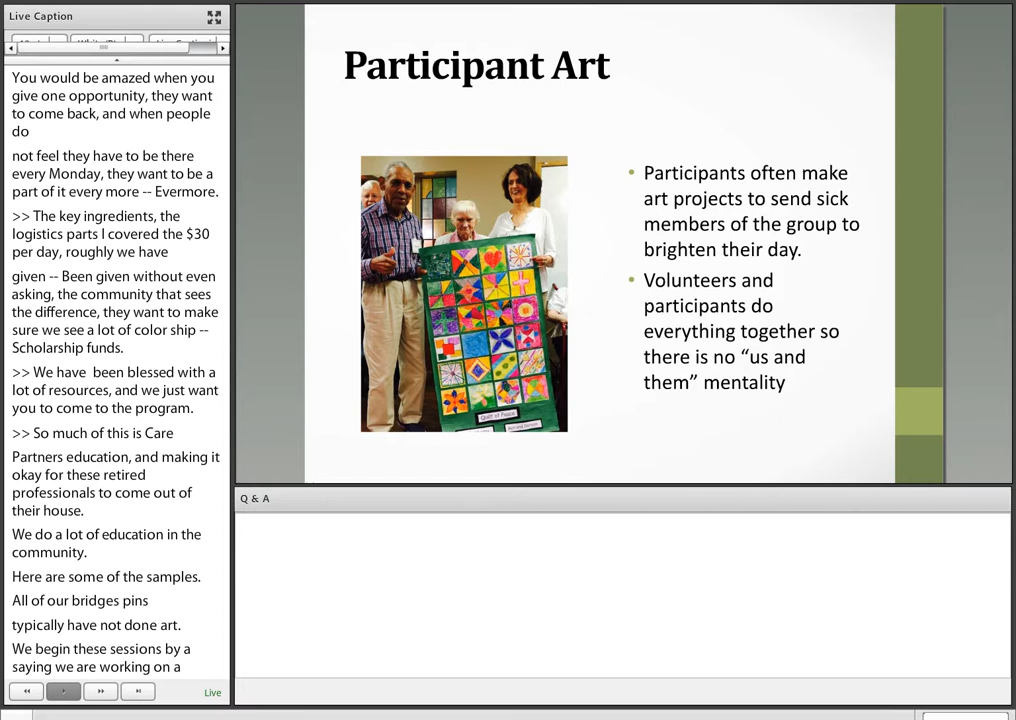 Live Caption
You would be amazed when you
give one opportunity, they want
to come back, and when people
do
not feel they have to be there
every Monday, they want to be a
part of it every more -- Evermore.
>> The key ingredients, the
logistics parts I covered the $30
per day, roughly we have
given -- Been given without even
asking, the community that sees
the difference, they want to make
sure we see a lot of color ship --
Scholarship funds.
>> We have been blessed with a
lot of resources, and we just want
you to come to the program.
>> So much of this is Care
Partners education, and making it
okay for these retired
professionals to come out of
their house.
We do a lot of education in the
community.
Here are some of the samples.
All of our bridges pins
typically have not done art.
We begin these sessions by a
saying we are working on a
Live
Participant Art
• Participants often make
art projects to send sick
members of the group to
brighten their day.
• Volunteers and
participants do
everything together so
there is no “us and
them” mentality
Quilt of Peace
Q & A